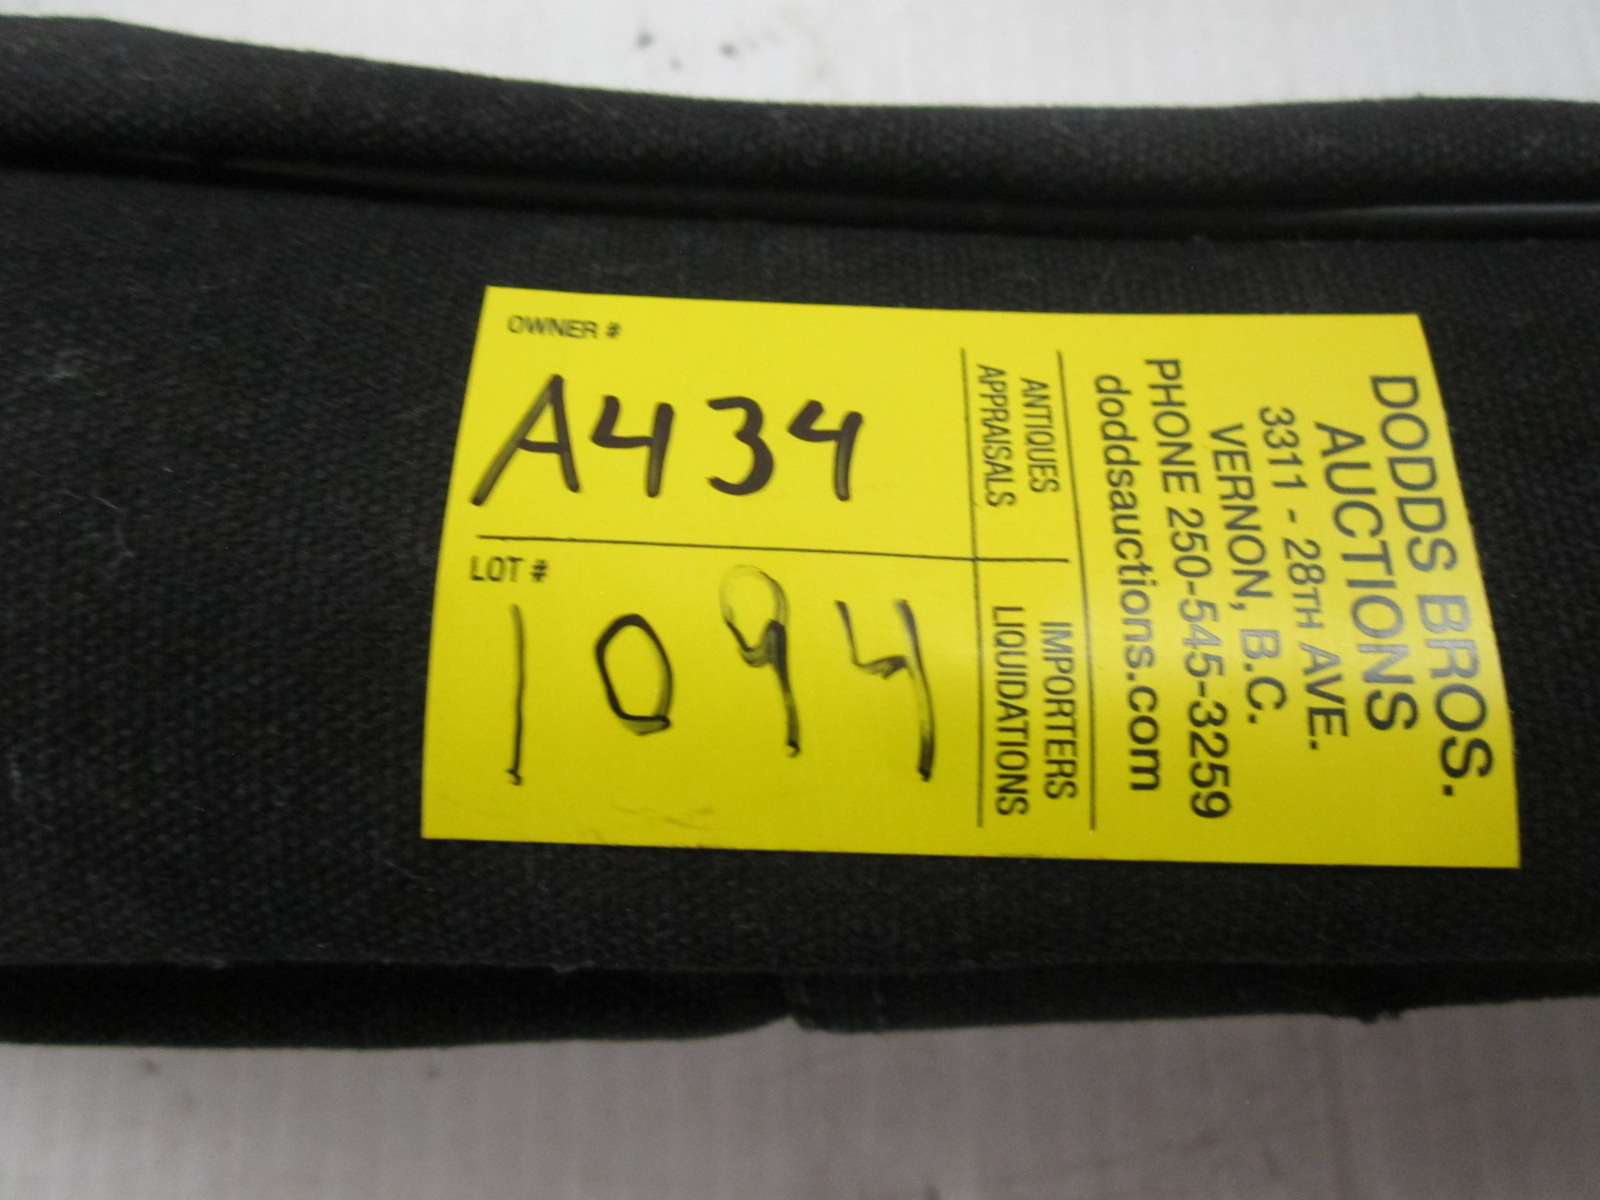 OWNER #
A434
LOT #
1094
ANTIQUES
APPRAISALS
IMPORTERS
LIQUIDATIONS
DODDS BROS.
AUCTIONS
3311 - 28TH AVE.
VERNON, B.C.
PHONE 250-545-3259
doddsauctions.com